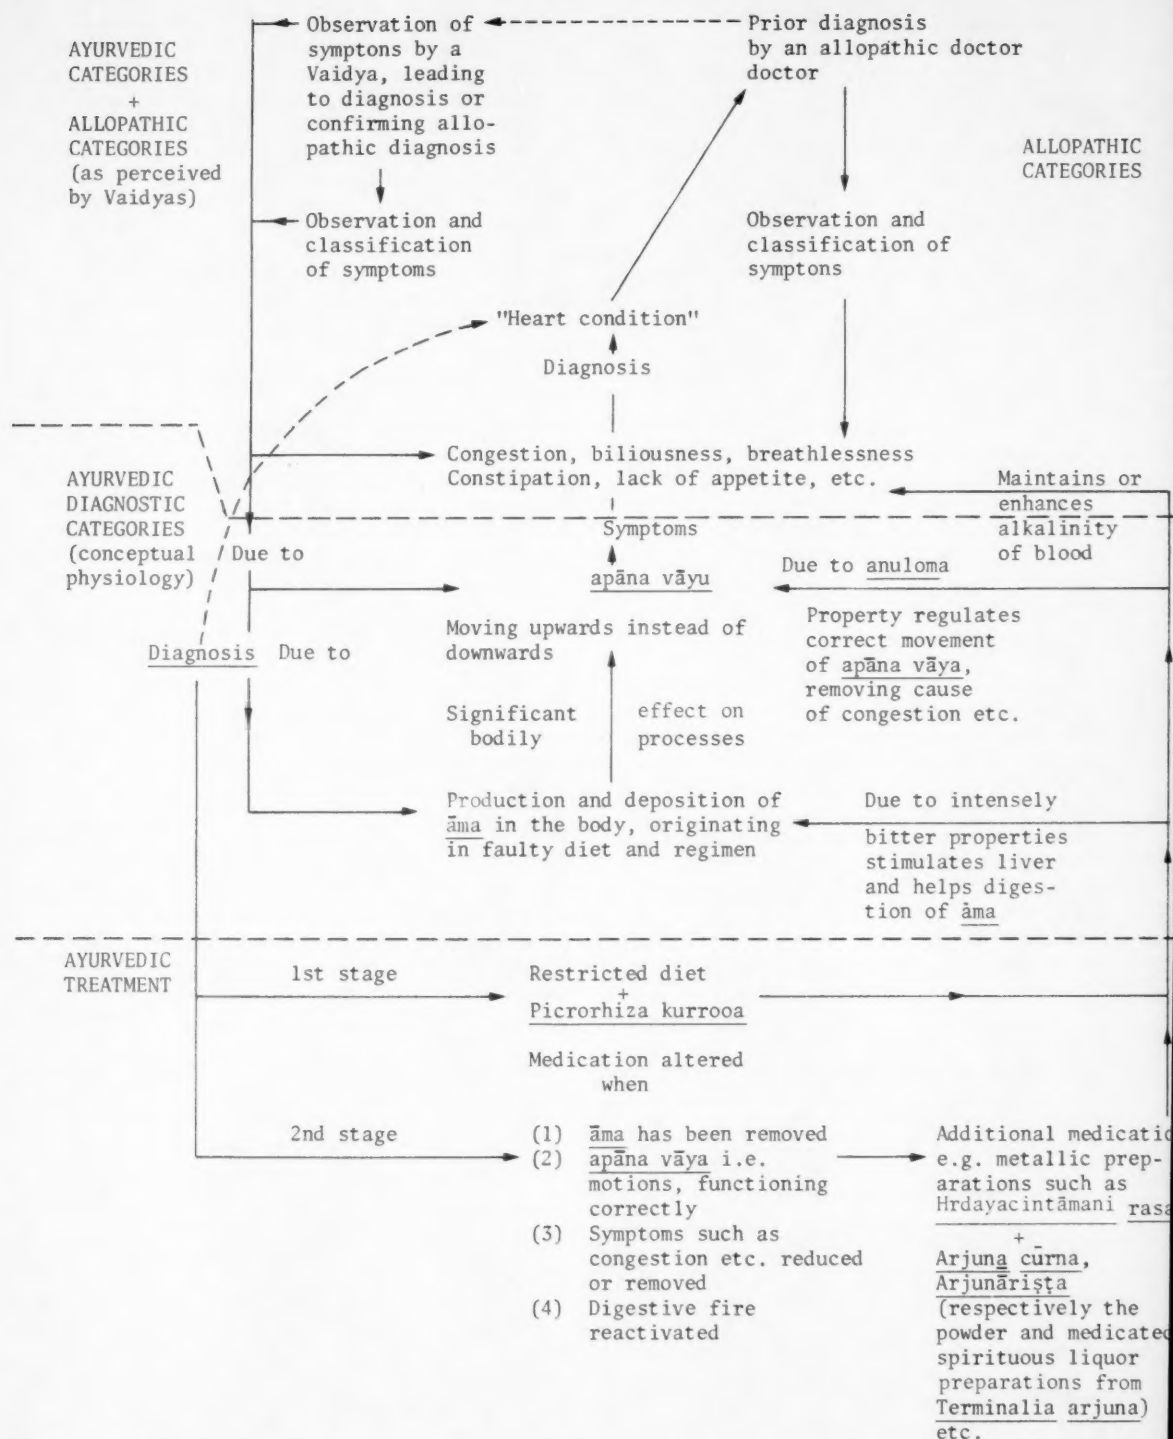 AYURVEDIC
CATEGORIES
+
ALLOPATHIC
CATEGORIES
(as perceived
by Vaidyas)
Observation of
symptons by a
Vaidya, leading
to diagnosis or
confirming allo-
pathic diagnosis
Observation and
classification
of symptoms
Prior diagnosis
by an allopathic doctor
doctor
ALLOPATHIC
CATEGORIES
Observation and
classification of
symptons
"Heart condition"
Diagnosis
Congestion, biliousness, breathlessness
Constipation, lack of appetite, etc.
Symptoms
AYURVEDIC
DIAGNOSTIC
CATEGORIES
(conceptual
physiology)
Due to
Diagnosis Due to
apāna vāyu
Moving upwards instead of
downwards
Significant effect on
bodily processes
Production and deposition of
āma in the body, originating
in faulty diet and regimen
Maintains or
enhances
alkalinity
of blood
Due to anuloma
Property regulates
correct movement
of apāna vāya,
removing cause
of congestion etc.
Due to intensely
bitter properties
stimulates liver
and helps diges-
tion of āma
AYURVEDIC
TREATMENT
1st stage
Restricted diet
+
Picrorhiza kurrooa
Medication altered
when
2nd stage
(1) āma has been removed
(2) apāna vāya i.e.
motions, functioning
correctly
(3) Symptoms such as
congestion etc. reduced
or removed
(4) Digestive fire
reactivated
Additional medicatio
e.g. metallic prep-
arations such as
Hrdayacintāmani rasa
+
Arjuna cūrna,
Arjunāriṣṭa
(respectively the
powder and medicated
spirituous liquor
preparations from
Terminalia arjuna)
etc.